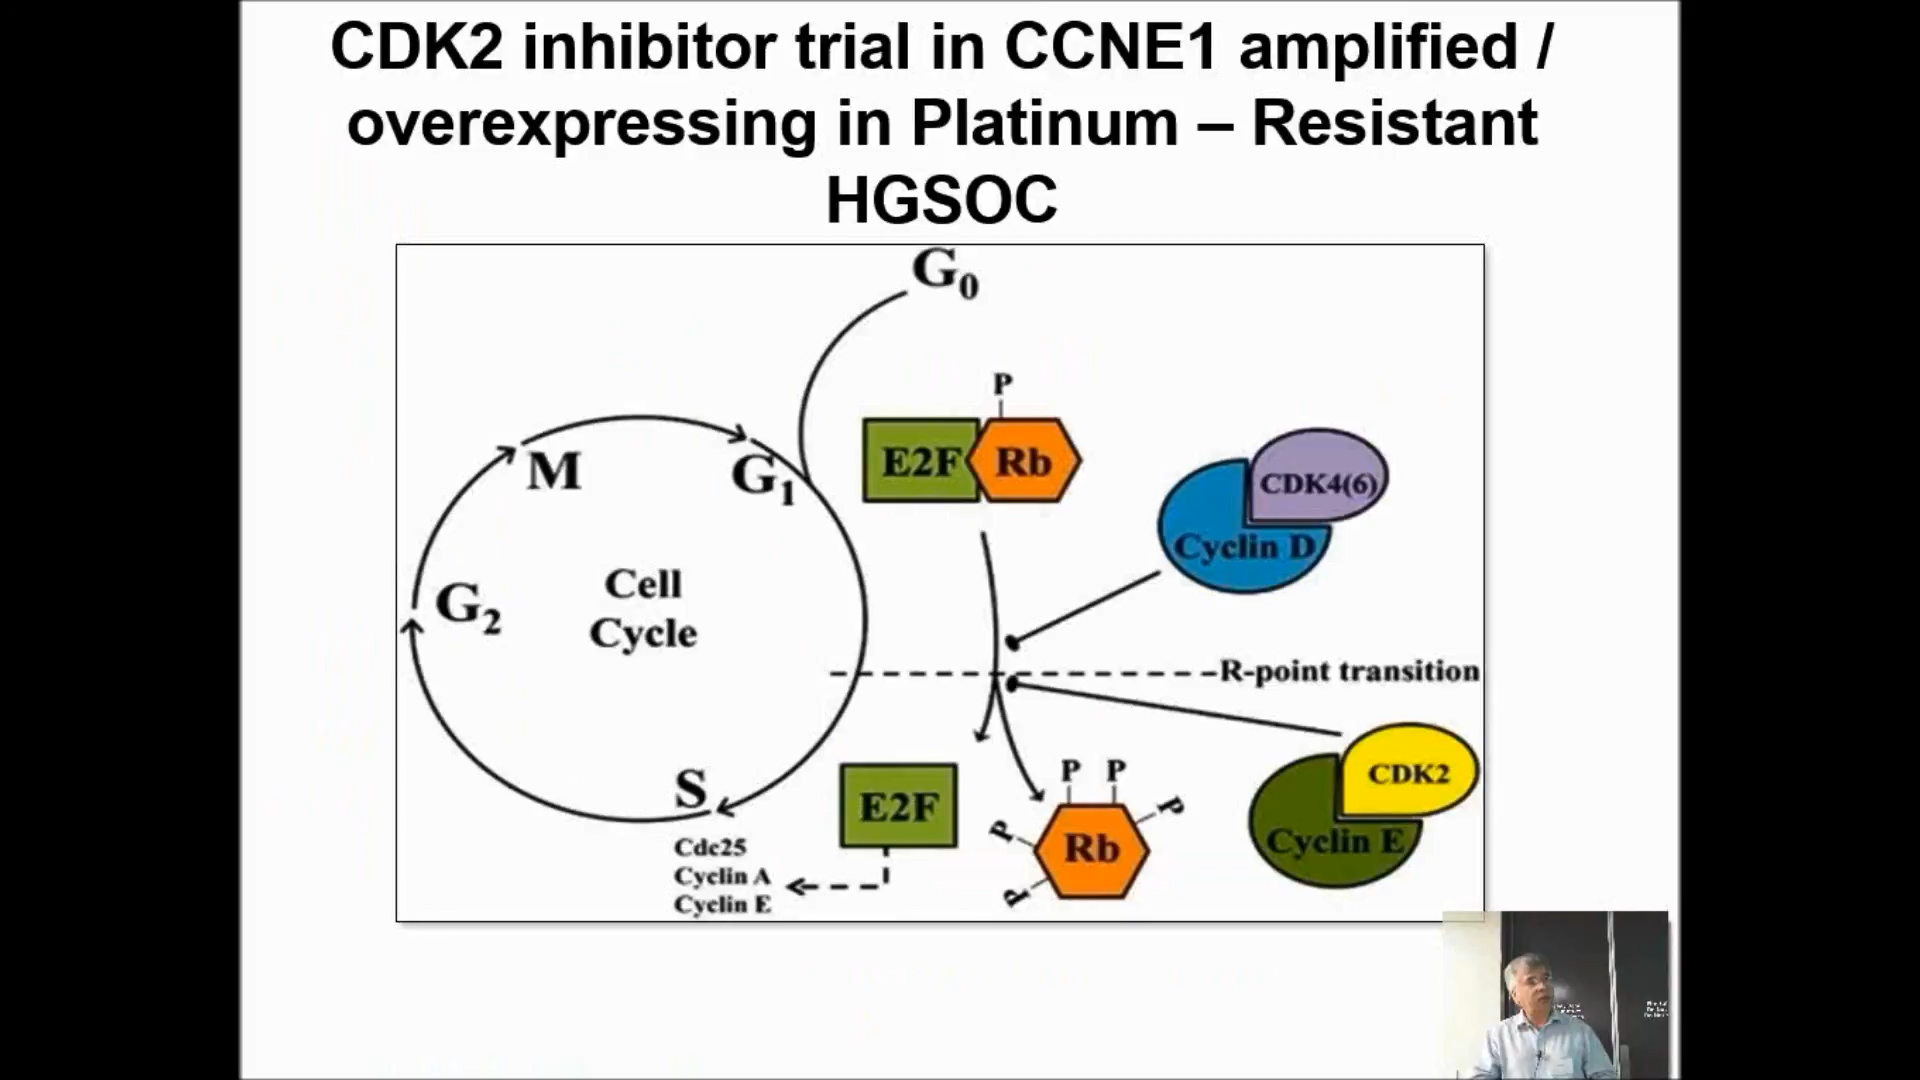 CDK2 inhibitor trial in CCNE1 amplified /
overexpressing in Platinum – Resistant
HGSOC
G0
P
E2F
Rb
CDK4(6)
Cyclin D
M
G1
G2
Cell
Cycle
R-point transition
S
Cdc25
Cyclin A
Cyclin E
E2F
P
P
P
P
P
Rb
CDK2
Cyclin E